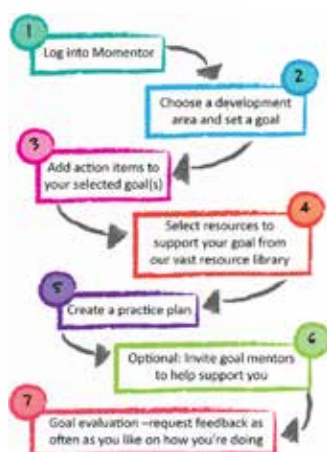 1
Log into Momentor
2
Choose a development
area and set a goal
3
Add action items to
your selected goal(s)
4
Select resources to
support your goal from
our vast resource library
5
Create a practice plan
6
Optional: Invite goal mentors
to help support you
7
Goal evaluation –request feedback as
often as you like on how you're doing